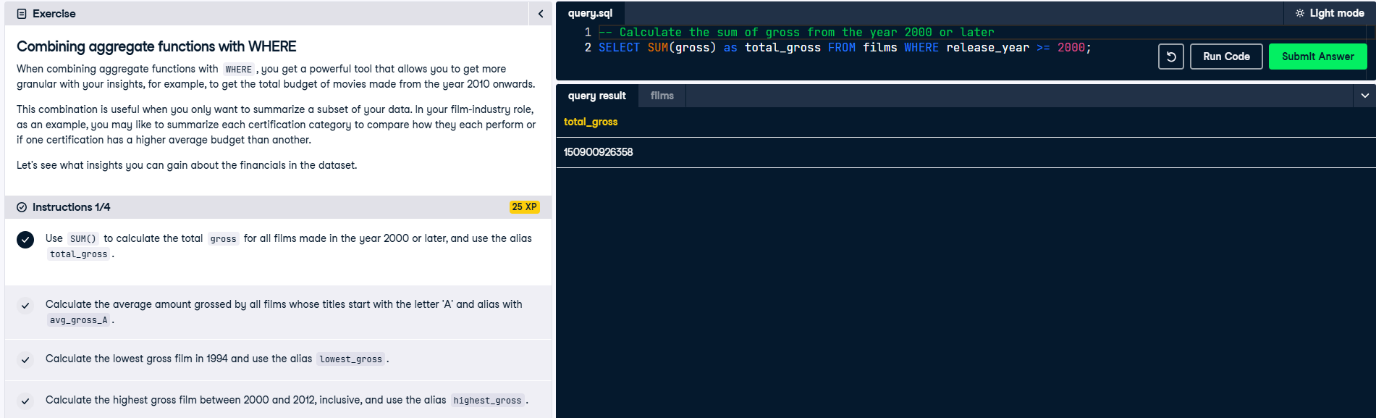 Exercise
Combining aggregate functions with WHERE
When combining aggregate functions with WHERE, you get a powerful tool that allows you to get more
granular with your insights, for example, to get the total budget of movies made from the year 2010 onwards.
This combination is useful when you only want to summarize a subset of your data. In your film-industry role,
as an example, you may like to summarize each certification category to compare how they each perform or
if one certification has a higher average budget than another.
Let's see what insights you can gain about the financials in the dataset.
Instructions 1/4
25 XP
Use SUM() to calculate the total gross for all films made in the year 2000 or later, and use the alias
total_gross.
Calculate the average amount grossed by all films whose titles start with the letter 'A' and alias with
avg_gross_A.
Calculate the lowest gross film in 1994 and use the alias lowest_gross.
Calculate the highest gross film between 2000 and 2012, inclusive, and use the alias highest_gross.
query.sql
Light mode
1 -- Calculate the sum of gross from the year 2000 or later
2 SELECT SUM(gross) as total_gross FROM films WHERE release_year >= 2000;
Run Code
Submit Answer
query result
films
total_gross
150900926358